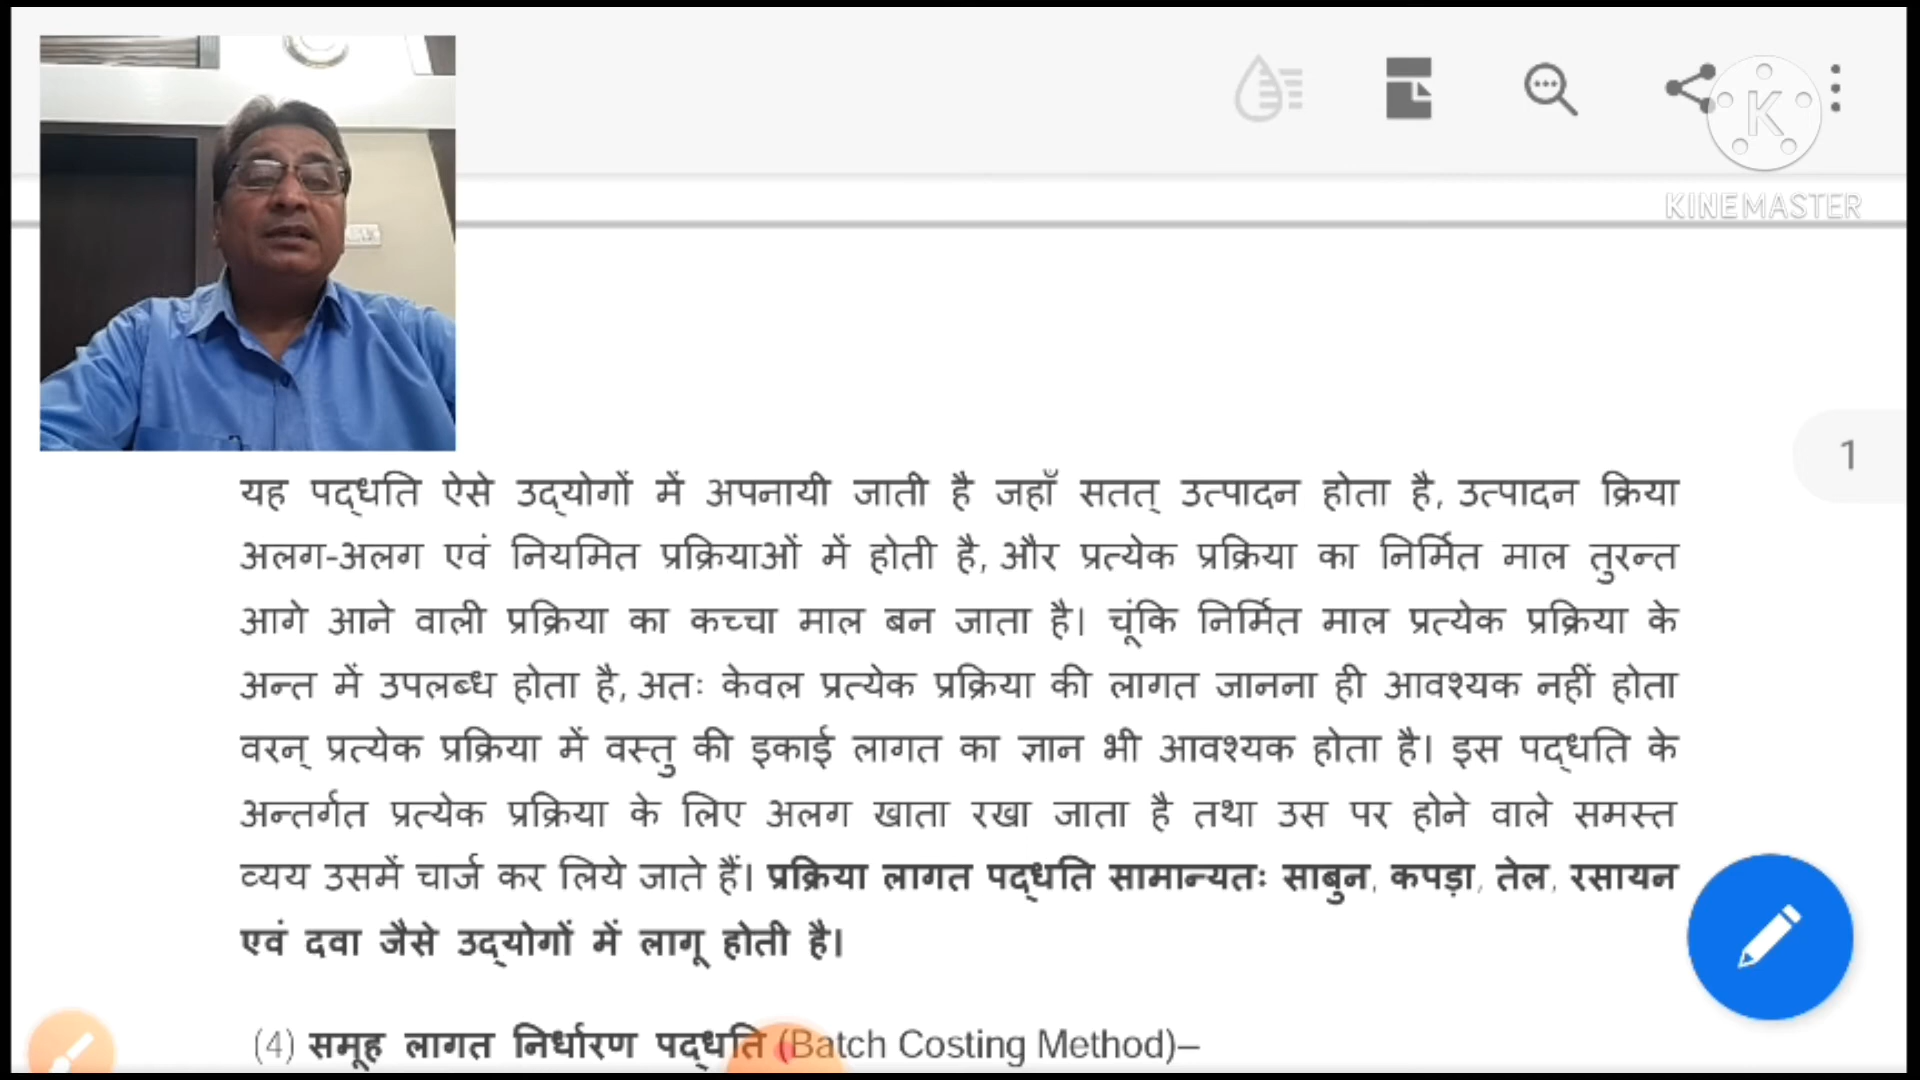 K
KINEMASTER
1
यह पद्धति ऐसे उद्योगों में अपनायी जाती है जहाँ सतत् उत्पादन होता है, उत्पादन क्रिया
अलग-अलग एवं नियमित प्रक्रियाओं में होती है, और प्रत्येक प्रक्रिया का निर्मित माल तुरन्त
आगे आने वाली प्रक्रिया का कच्चा माल बन जाता है। चूंकि निर्मित माल प्रत्येक प्रक्रिया के
अन्त में उपलब्ध होता है, अतः केवल प्रत्येक प्रक्रिया की लागत जानना ही आवश्यक नहीं होता
वरन् प्रत्येक प्रक्रिया में वस्तु की इकाई लागत का ज्ञान भी आवश्यक होता है। इस पद्धति के
अन्तर्गत प्रत्येक प्रक्रिया के लिए अलग खाता रखा जाता है तथा उस पर होने वाले समस्त
व्यय उसमें चार्ज कर लिये जाते हैं। प्रक्रिया लागत पद्धति सामान्यतः साबुन, कपड़ा, तेल, रसायन
एवं दवा जैसे उद्योगों में लागू होती है।
(4) समूह लागत निर्धारण पद्धति (Batch Costing Method)–